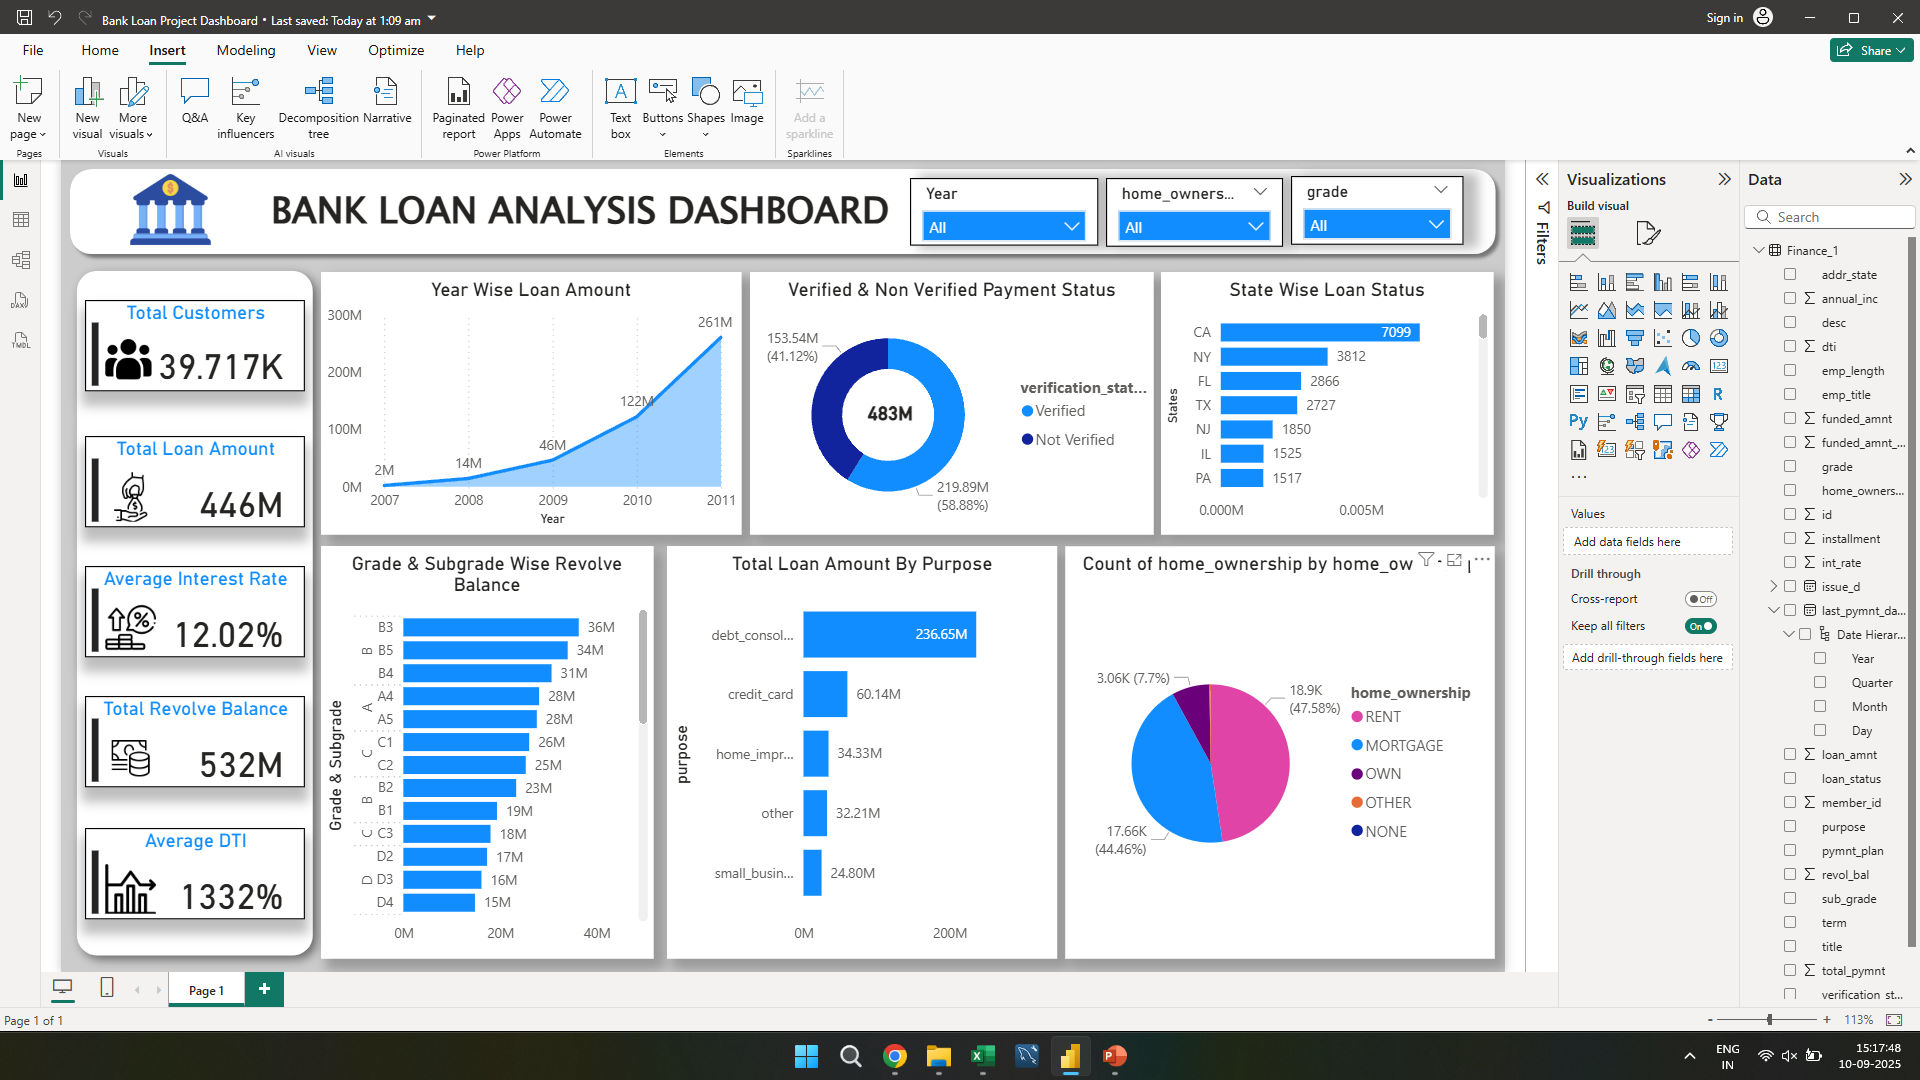 Bank Loan Project Dashboard • Last saved: Today at 1:09 am
Sign in
File Home Insert Modeling View Optimize Help
Share
New page
New visual
More visuals
Q&A
Key influencers
Decomposition tree
Narrative
Paginated report
Power Apps
Power Automate
Text box
Buttons
Shapes
Image
Add a sparkline
Pages
Visuals
AI visuals
Power Platform
Elements
Sparklines
DAX
TMDL
BANK LOAN ANALYSIS DASHBOARD
Year
All
home_owners...
All
grade
All
Total Customers
39.717K
Total Loan Amount
446M
Average Interest Rate
12.02%
Total Revolve Balance
532M
Average DTI
1332%
Year Wise Loan Amount
300M
200M
100M
0M
2M
14M
46M
122M
261M
2007 2008 2009 2010 2011
Year
Verified & Non Verified Payment Status
153.54M
(41.12%)
483M
219.89M
(58.88%)
verification_stat...
Verified
Not Verified
State Wise Loan Status
States
CA 7099
NY 3812
FL 2866
TX 2727
NJ 1850
IL 1525
PA 1517
0.000M 0.005M
Grade & Subgrade Wise Revolve
Balance
Grade & Subgrade
B
A
C
B
C
D
B3 36M
B5 34M
B4 31M
A4 28M
A5 28M
C1 26M
C2 25M
B2 23M
B1 19M
C3 18M
D2 17M
D3 16M
D4 15M
0M 20M 40M
Total Loan Amount By Purpose
purpose
debt_consol... 236.65M
credit_card 60.14M
home_impr... 34.33M
other 32.21M
small_busin... 24.80M
0M 200M
Count of home_ownership by home_ow
3.06K (7.7%)
18.9K
(47.58%)
17.66K
(44.46%)
home_ownership
RENT
MORTGAGE
OWN
OTHER
NONE
Filters
Visualizations
Build visual
R
Py
123
...
Values
Add data fields here
Drill through
Cross-report Off
Keep all filters On
Add drill-through fields here
Data
Search
Finance_1
addr_state
annual_inc
desc
dti
emp_length
emp_title
funded_amnt
funded_amnt_...
grade
home_owners...
id
installment
int_rate
issue_d
last_pymnt_da...
Date Hierar...
Year
Quarter
Month
Day
loan_amnt
loan_status
member_id
purpose
pymnt_plan
revol_bal
sub_grade
term
title
total_pymnt
verification_st...
Page 1
+
Page 1 of 1
- + 113%
ENG
IN
15:17:48
10-09-2025